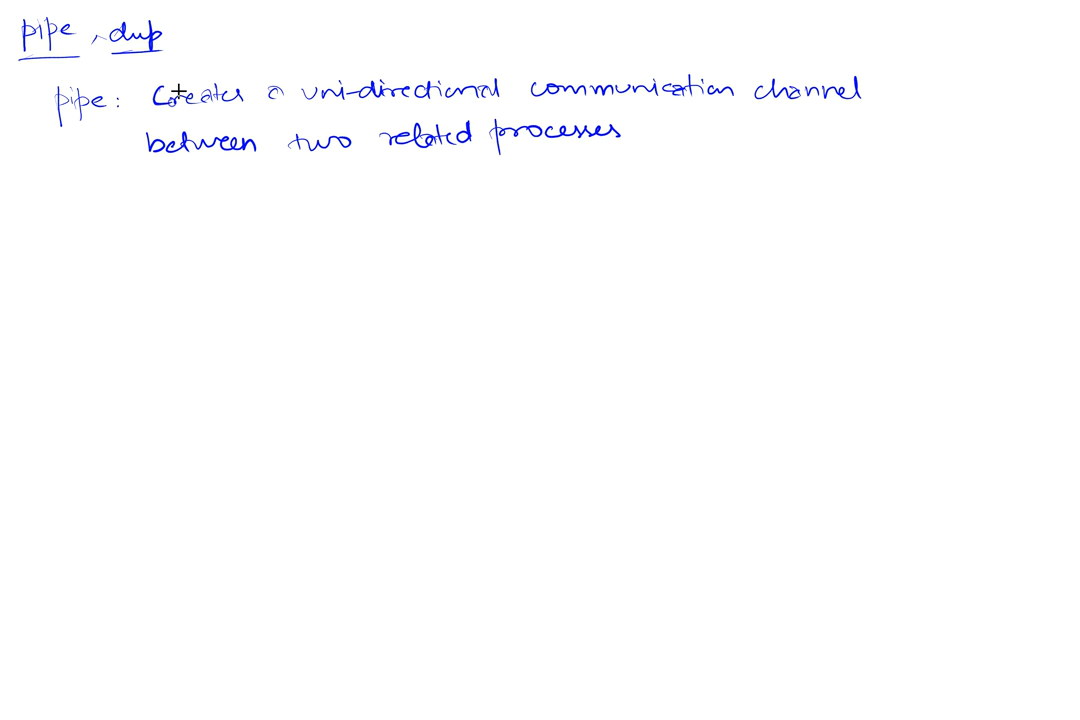 pipe, dup
pipe: Creates a uni-directional communication channel
between two related processes